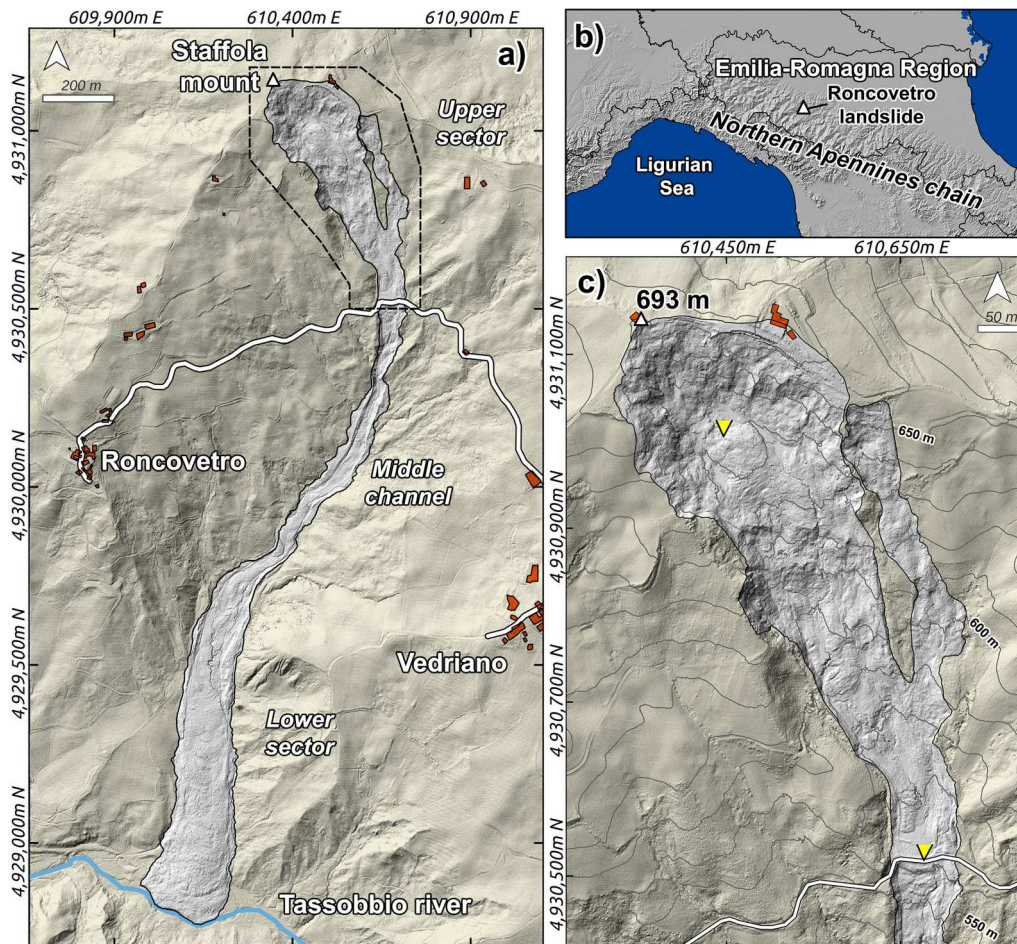 609,900m E
610,400m E
610,900m E
a)
Staffola
mount
200 m
Upper
sector
4,931,000m N
4,930,500m N
Roncovetro
4,930,000m N
Middle
channel
4,929,500m N
Vedriano
Lower
sector
4,929,000m N
Tassobbio river
b)
Emilia-Romagna Region
Roncovetro
landslide
Northern Apennines chain
Ligurian
Sea
610,450m E
610,650m E
c)
693 m
50 m
4,931,100m N
650 m
4,930,900m N
600 m
4,930,700m N
4,930,500m N
550 m